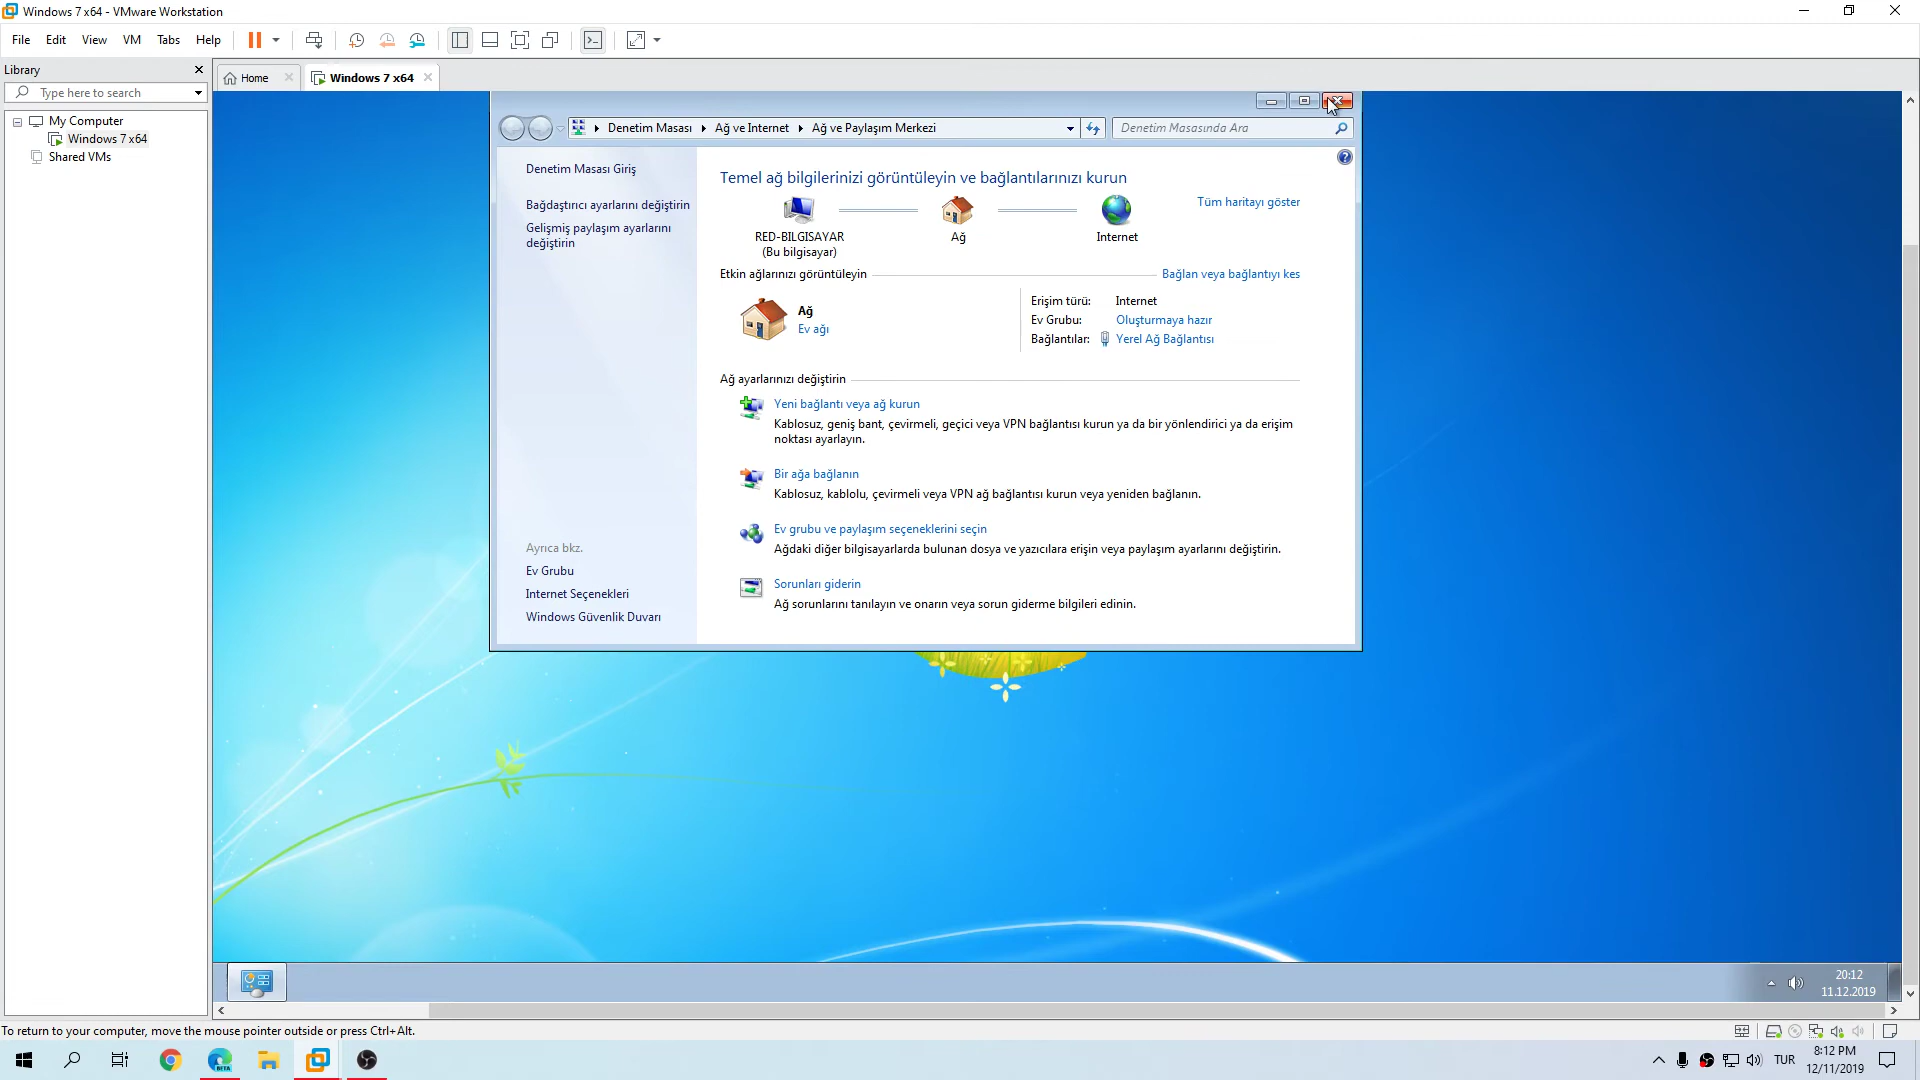 Windows 7 x64 - VMware Workstation
File Edit View VM Tabs Help
Library
Home
Windows 7 x64
Type here to search
My Computer
Windows 7 x64
Shared VMs
Denetim Masası Ağ ve Internet Ağ ve Paylaşım Merkezi
Denetim Masasında Ara
Denetim Masası Giriş
Bağdaştırıcı ayarlarını değiştirin
Gelişmiş paylaşım ayarlarını
değiştirin
Ayrıca bkz.
Ev Grubu
Internet Seçenekleri
Windows Güvenlik Duvarı
Temel ağ bilgilerinizi görüntüleyin ve bağlantılarınızı kurun
Tüm haritayı göster
RED-BILGISAYAR
(Bu bilgisayar)
Ağ
Internet
Etkin ağlarınızı görüntüleyin
Bağlan veya bağlantıyı kes
Ağ
Ev ağı
Erişim türü: Internet
Ev Grubu: Oluşturmaya hazır
Bağlantılar: Yerel Ağ Bağlantısı
Ağ ayarlarınızı değiştirin
Yeni bağlantı veya ağ kurun
Kablosuz, geniş bant, çevirmeli, geçici veya VPN bağlantısı kurun ya da bir yönlendirici ya da erişim
noktası ayarlayın.
Bir ağa bağlanın
Kablosuz, kablolu, çevirmeli veya VPN ağ bağlantısı kurun veya yeniden bağlanın.
Ev grubu ve paylaşım seçeneklerini seçin
Ağdaki diğer bilgisayarlarda bulunan dosya ve yazıcılara erişin veya paylaşım ayarlarını değiştirin.
Sorunları giderin
Ağ sorunlarını tanılayın ve onarın veya sorun giderme bilgileri edinin.
20:12
11.12.2019
To return to your computer, move the mouse pointer outside or press Ctrl+Alt.
BETA
TUR
8:12 PM
12/11/2019